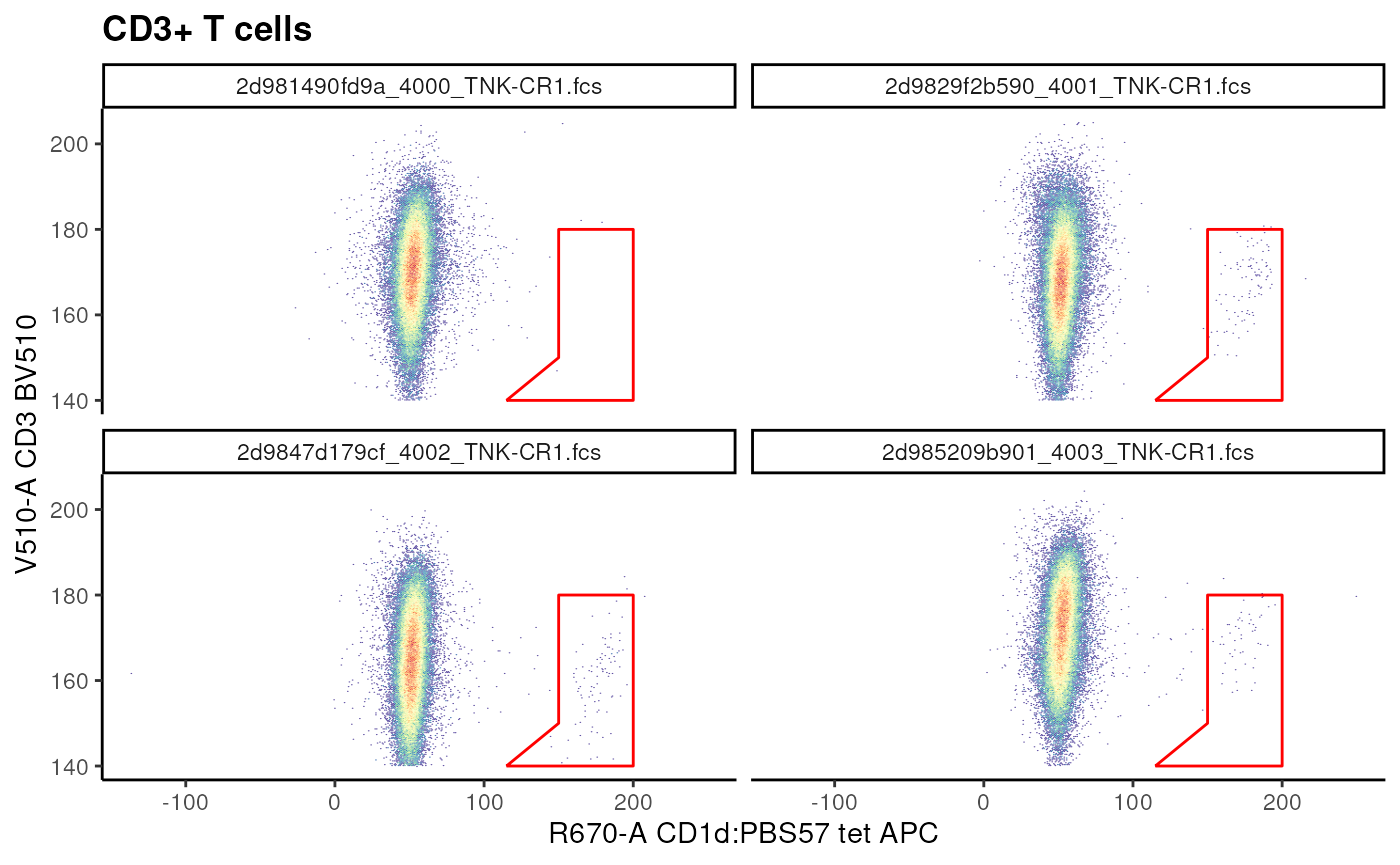 CD3+ T cells
2d981490fd9a_4000_TNK-CR1.fcs
2d9829f2b590_4001_TNK-CR1.fcs
200
180
160
140
V510-A CD3 BV510
2d9847d179cf_4002_TNK-CR1.fcs
2d985209b901_4003_TNK-CR1.fcs
200
180
160
140
-100
0
100
200
-100
0
100
200
R670-A CD1d:PBS57 tet APC